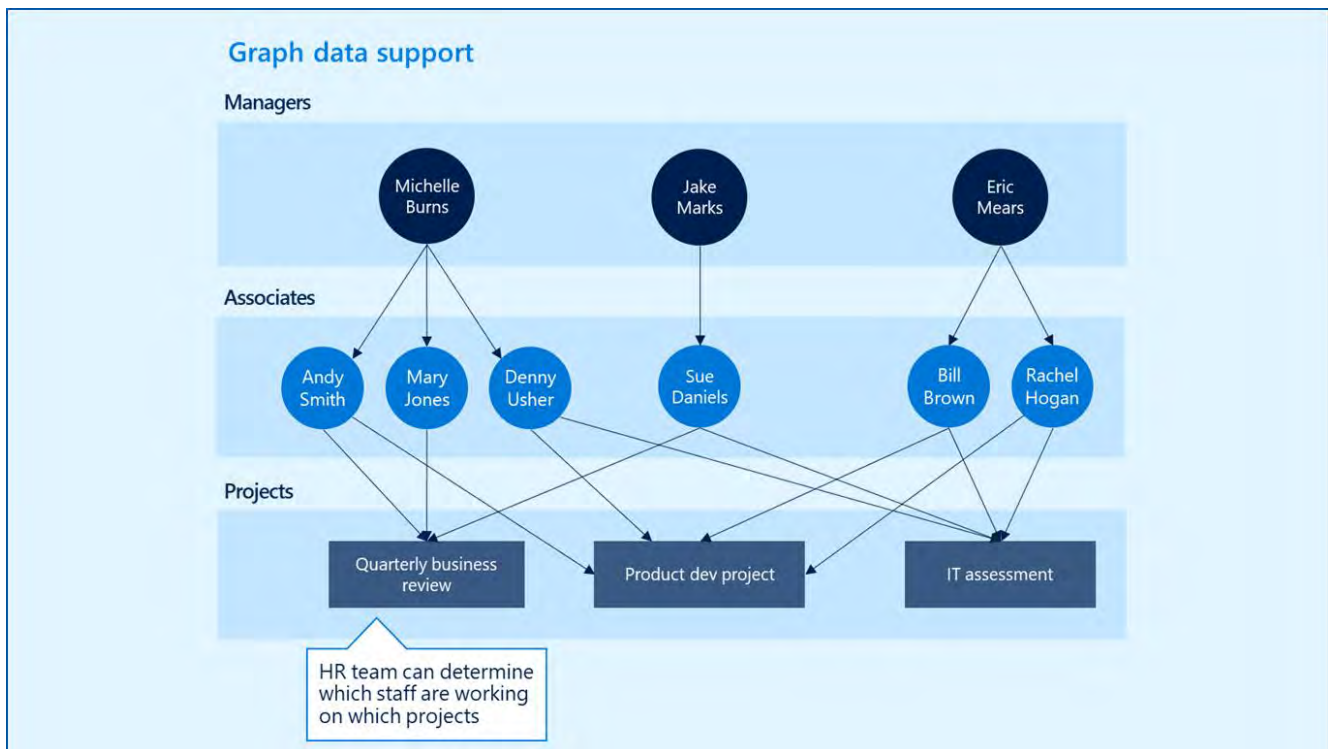 Graph data support
Managers
Michelle
Burns
Jake
Marks
Eric
Mears
Associates
Andy
Smith
Mary
Jones
Denny
Usher
Sue
Daniels
Bill
Brown
Rachel
Hogan
Projects
Quarterly business
review
Product dev project
IT assessment
HR team can determine
which staff are working
on which projects